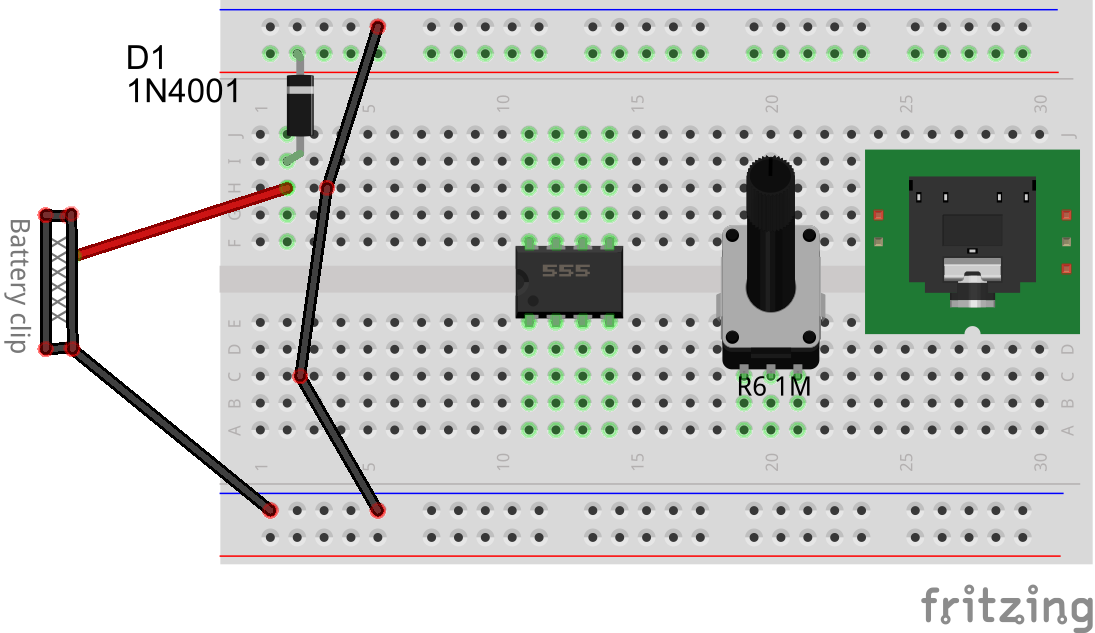 D1
1N4001
1 5 10 15 20 25 30
J J
I I
H H
G G
F F
Battery clip
555
E E
D D
C C
R6 1M
B B
A A
1 5 10 15 20 25 30
fritzing